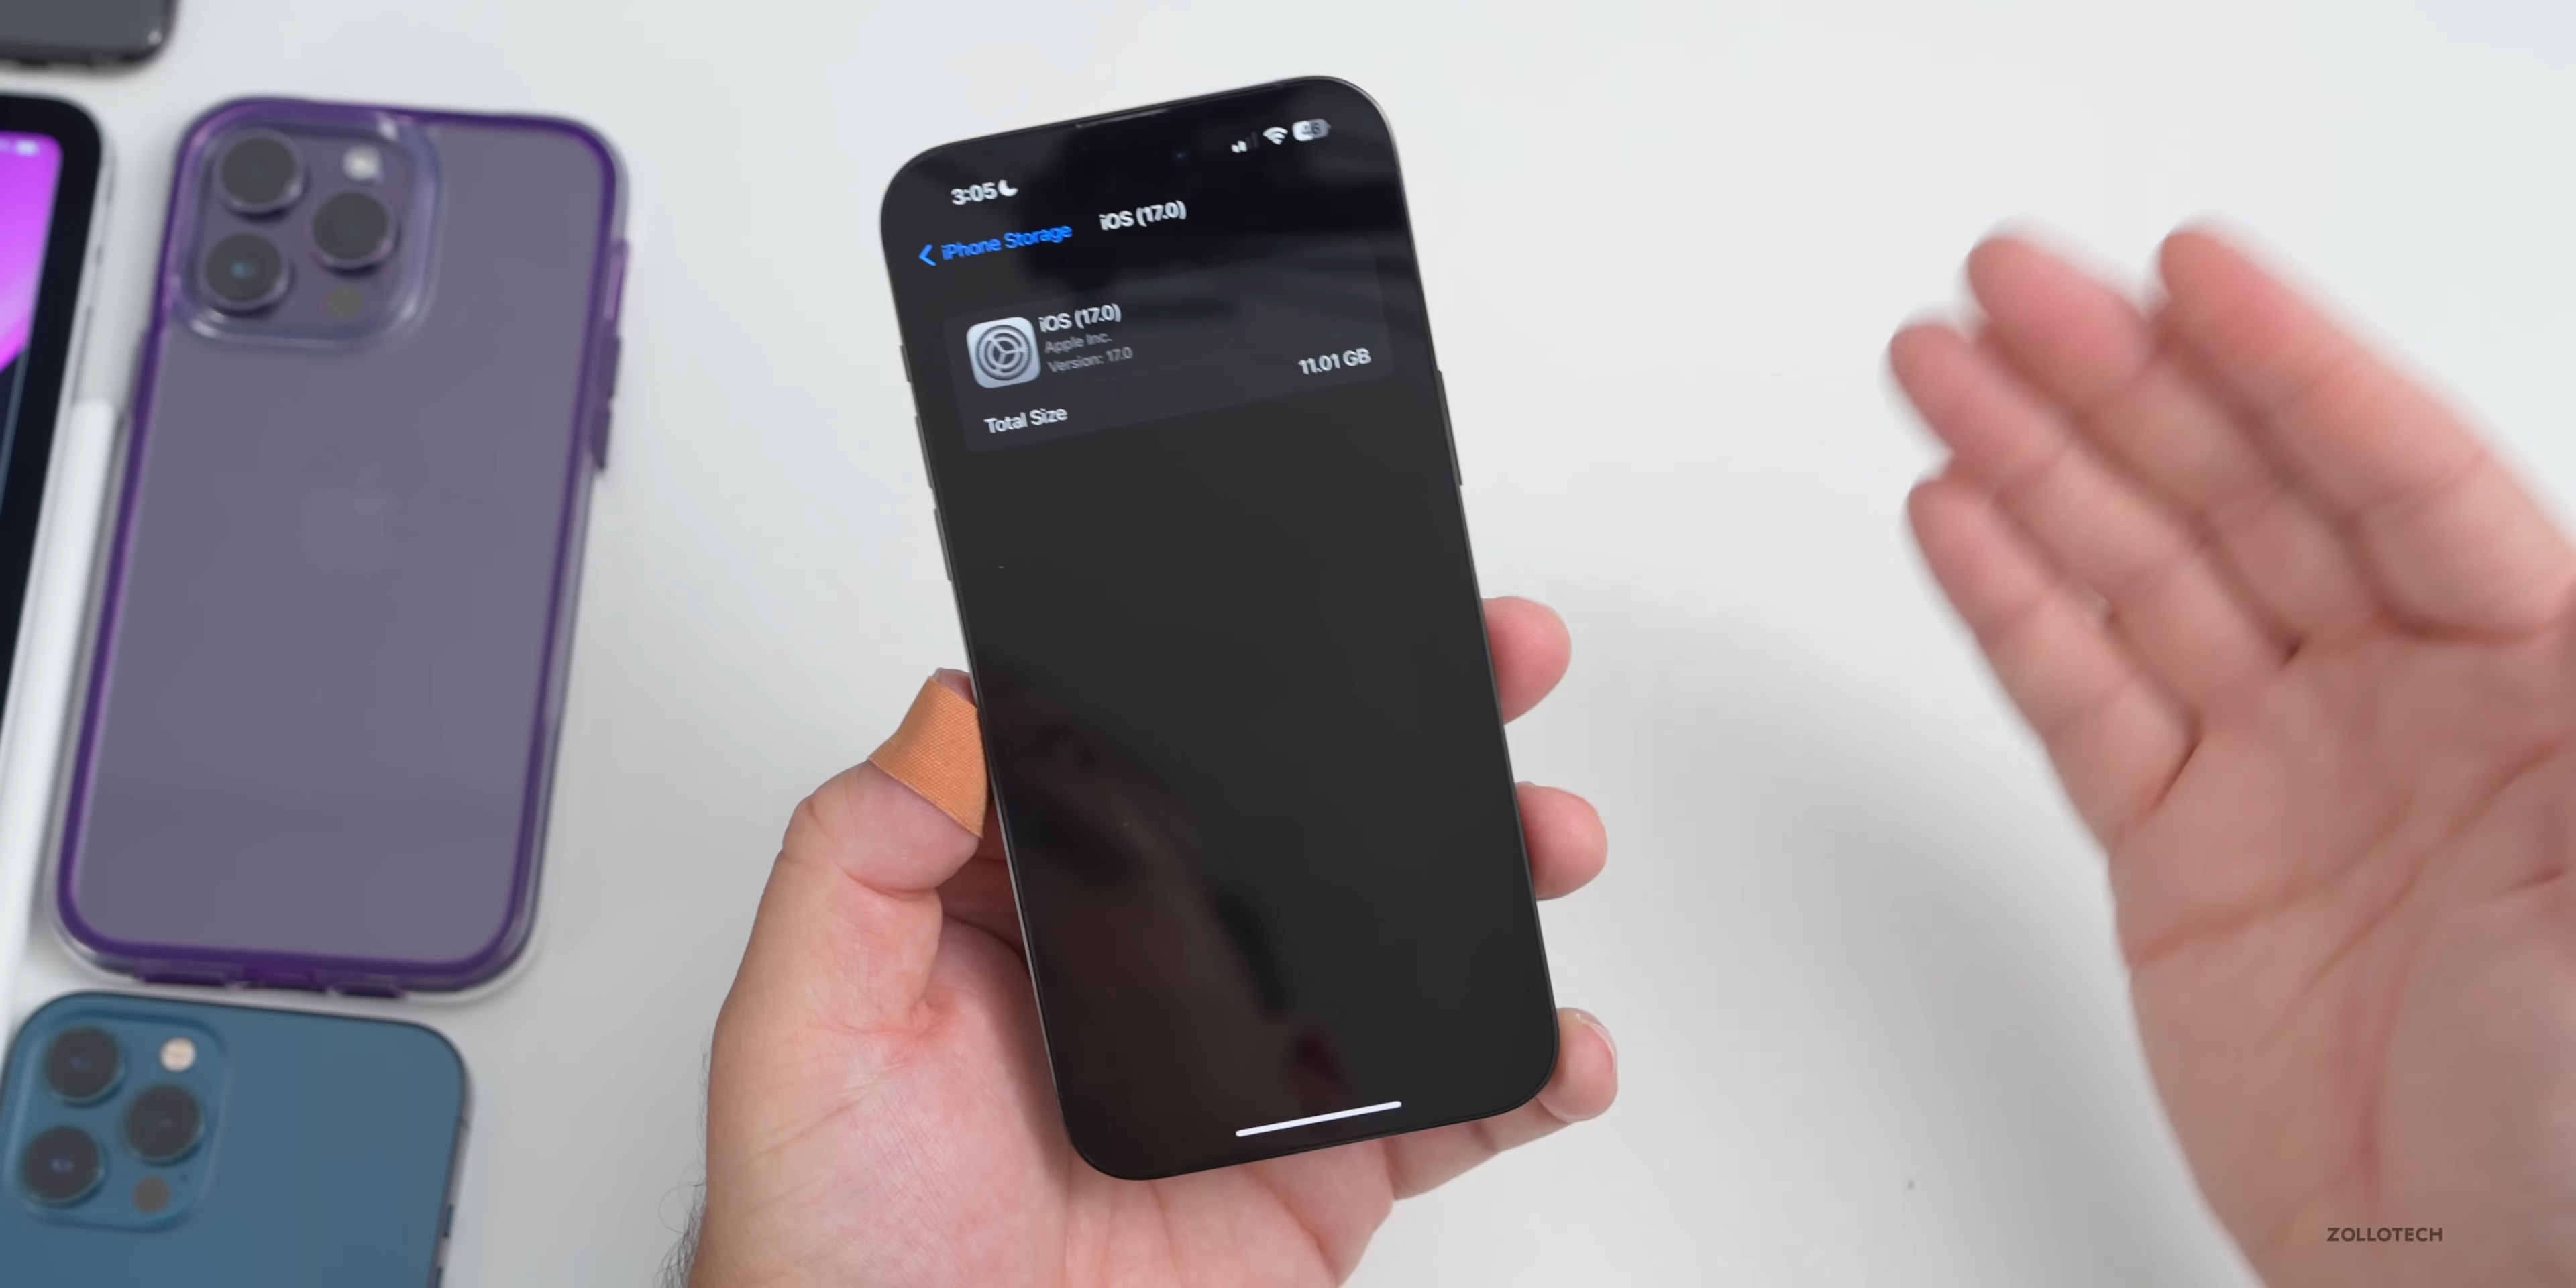 3:05
46
iPhone Storage
iOS (17.0)
iOS (17.0)
Apple Inc.
Version: 17.0
Total Size
11.01 GB
ZOLLOTECH